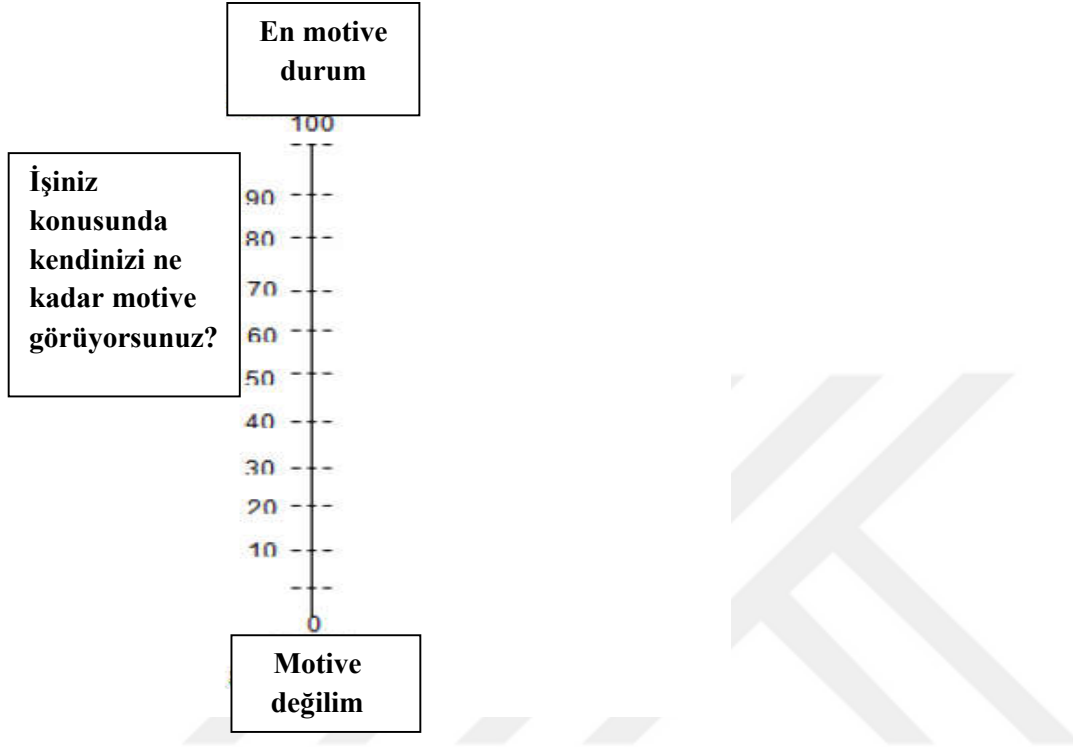 En motive
durum
100
İşiniz
konusunda
kendinizi ne
kadar motive
görüyorsunuz?
90
80
70
60
50
40
30
20
10
0
Motive
değilim